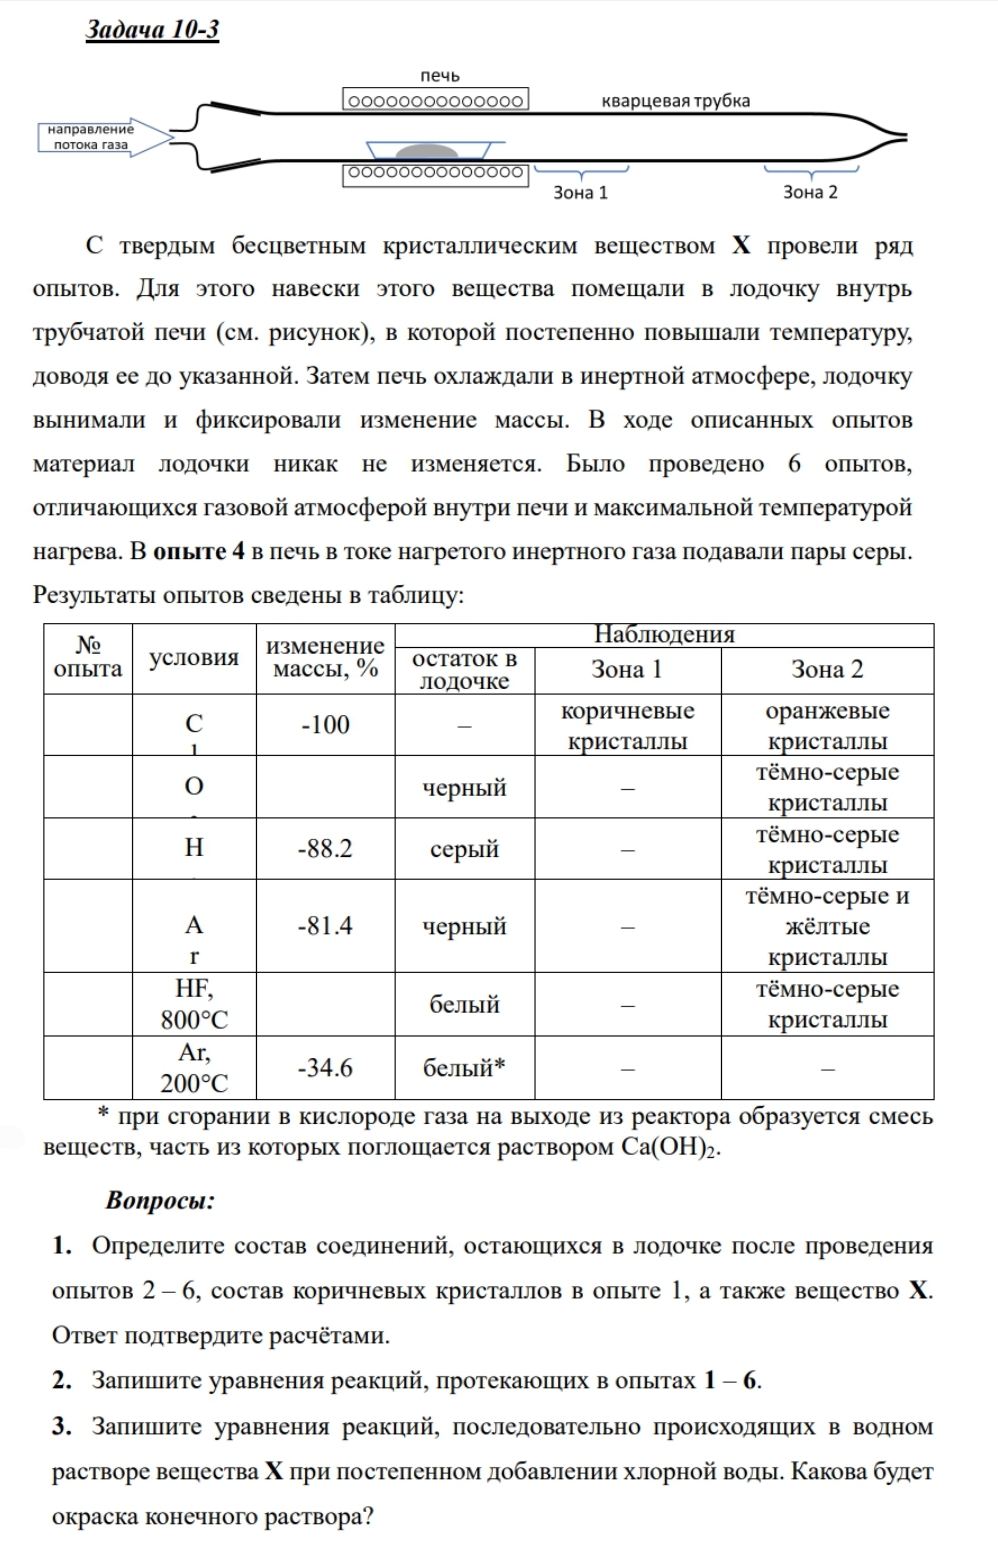 Задача 10-3
печь
кварцевая трубка
направление
потока газа
Зона 1
Зона 2
С твердым бесцветным кристаллическим веществом X провели ряд
опытов. Для этого навески этого вещества помещали в лодочку внутрь
трубчатой печи (см. рисунок), в которой постепенно повышали температуру,
доводя ее до указанной. Затем печь охлаждали в инертной атмосфере, лодочку
вынимали и фиксировали изменение массы. В ходе описанных опытов
материал лодочки никак не изменяется. Было проведено 6 опытов,
отличающихся газовой атмосферой внутри печи и максимальной температурой
нагрева. В опыте 4 в печь в токе нагретого инертного газа подавали пары серы.
Результаты опытов сведены в таблицу:
№ опыта
условия
изменение массы, %
Наблюдения
остаток в лодочке
Зона 1
Зона 2
C
-100
–
коричневые кристаллы
оранжевые кристаллы
O
черный
–
тёмно-серые кристаллы
H
-88.2
серый
–
тёмно-серые кристаллы
A r
-81.4
черный
–
тёмно-серые и жёлтые кристаллы
HF, 800°C
белый
–
тёмно-серые кристаллы
Ar, 200°C
-34.6
белый*
–
–
* при сгорании в кислороде газа на выходе из реактора образуется смесь
веществ, часть из которых поглощается раствором Ca(OH)₂.
Вопросы:
1. Определите состав соединений, остающихся в лодочке после проведения
опытов 2 – 6, состав коричневых кристаллов в опыте 1, а также вещество X.
Ответ подтвердите расчётами.
2. Запишите уравнения реакций, протекающих в опытах 1 – 6.
3. Запишите уравнения реакций, последовательно происходящих в водном
растворе вещества X при постепенном добавлении хлорной воды. Какова будет
окраска конечного раствора?